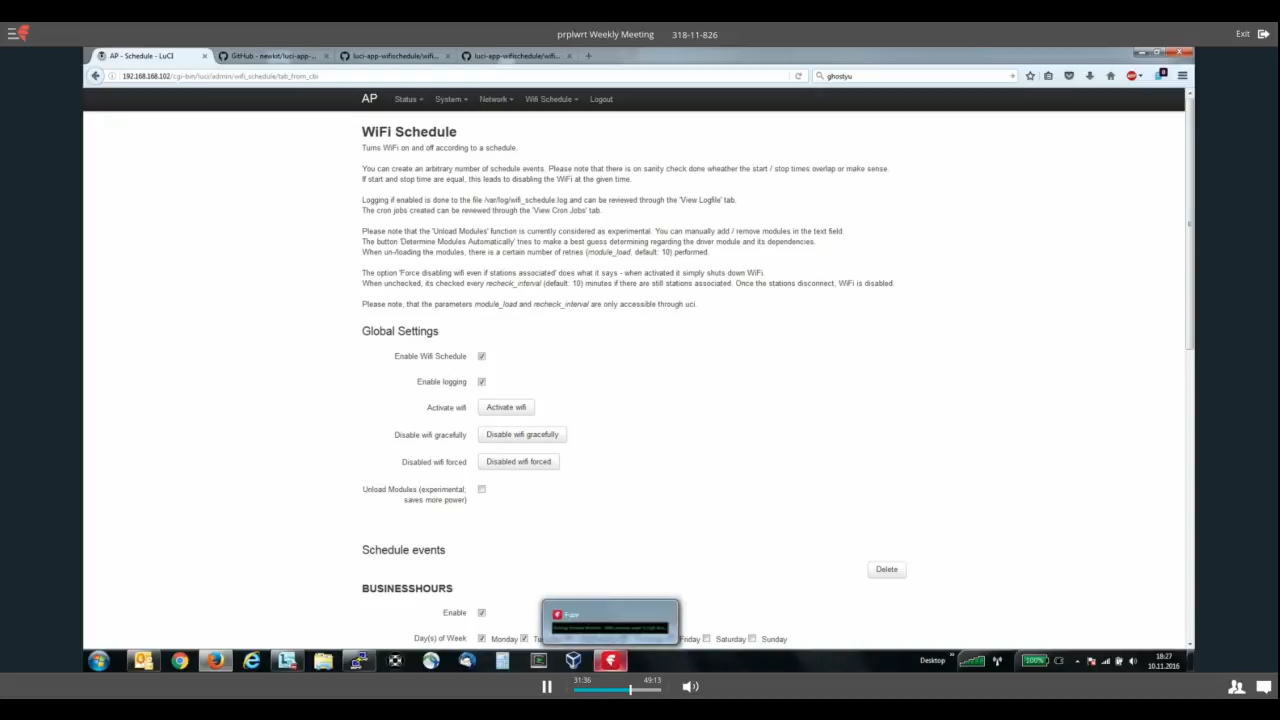 prplwrt Weekly Meeting 318-11-826
Exit
AP - Schedule - LuCI
GitHub - newkit/luci-app-...
luci-app-wifischedule/wifi...
luci-app-wifischedule/wifi...
192.168.168.102/cgi-bin/luci/admin/wifi_schedule/tab_from_cbi
ghostyu
AP Status System Network Wifi Schedule Logout
WiFi Schedule
Turns WiFi on and off according to a schedule.
You can create an arbitrary number of schedule events. Please note that there is on sanity check done wheather the start / stop times overlap or make sense.
If start and stop time are equal, this leads to disabling the WiFi at the given time.
Logging if enabled is done to the file /var/log/wifi_schedule.log and can be reviewed through the 'View Logfile' tab.
The cron jobs created can be reviewed through the 'View Cron Jobs' tab.
Please note that the 'Unload Modules' function is currently considered as experimental. You can manually add / remove modules in the text field
The button 'Determine Modules Automatically' tries to make a best guess determining regarding the driver module and its dependencies.
When un-/loading the modules, there is a certain number of retries (module_load, default: 10) performed.
The option 'Force disabling wifi even if stations associated' does what it says - when activated it simply shuts down WiFi.
When unchecked, its checked every recheck_interval (default: 10) minutes if there are still stations associated. Once the stations disconnect, WiFi is disabled.
Please note, that the parameters module_load and recheck_interval are only accessible through uci.
Global Settings
Enable Wifi Schedule
Enable logging
Activate wifi Activate wifi
Disable wifi gracefully Disable wifi gracefully
Disabled wifi forced Disabled wifi forced
Unload Modules (experimental;
saves more power)
Schedule events
Delete
BUSINESSHOURS
Enable
Fuze
Day(s) of Week Monday Friday Saturday Sunday
Desktop 100% 18:27
10.11.2016
31:36 49:13